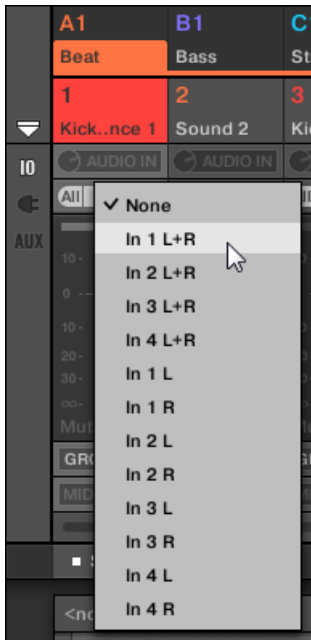 A1 B1 C
Beat Bass St
1 2 3
Kick..nce 1 Sound 2 Ki
IO AUDIO IN AUDIO IN
All
AUX
None
In 1 L+R
In 2 L+R
In 3 L+R
In 4 L+R
In 1 L
In 1 R
In 2 L
In 2 R
In 3 L
In 3 R
In 4 L
In 4 R
10-
0
10-
20-
30-
∞-
Mut
GRO
MID
S
<no